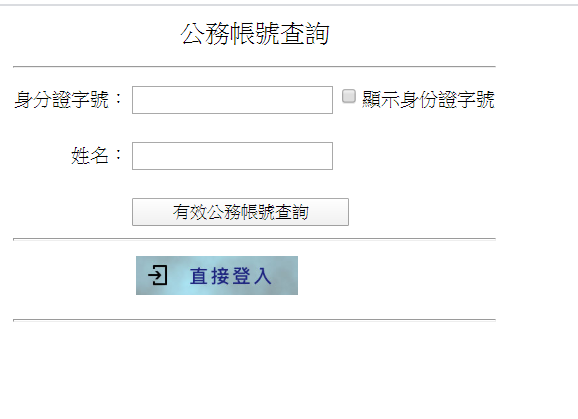 公務帳號查詢
身分證字號： 顯示身份證字號
姓名：
有效公務帳號查詢
直接登入